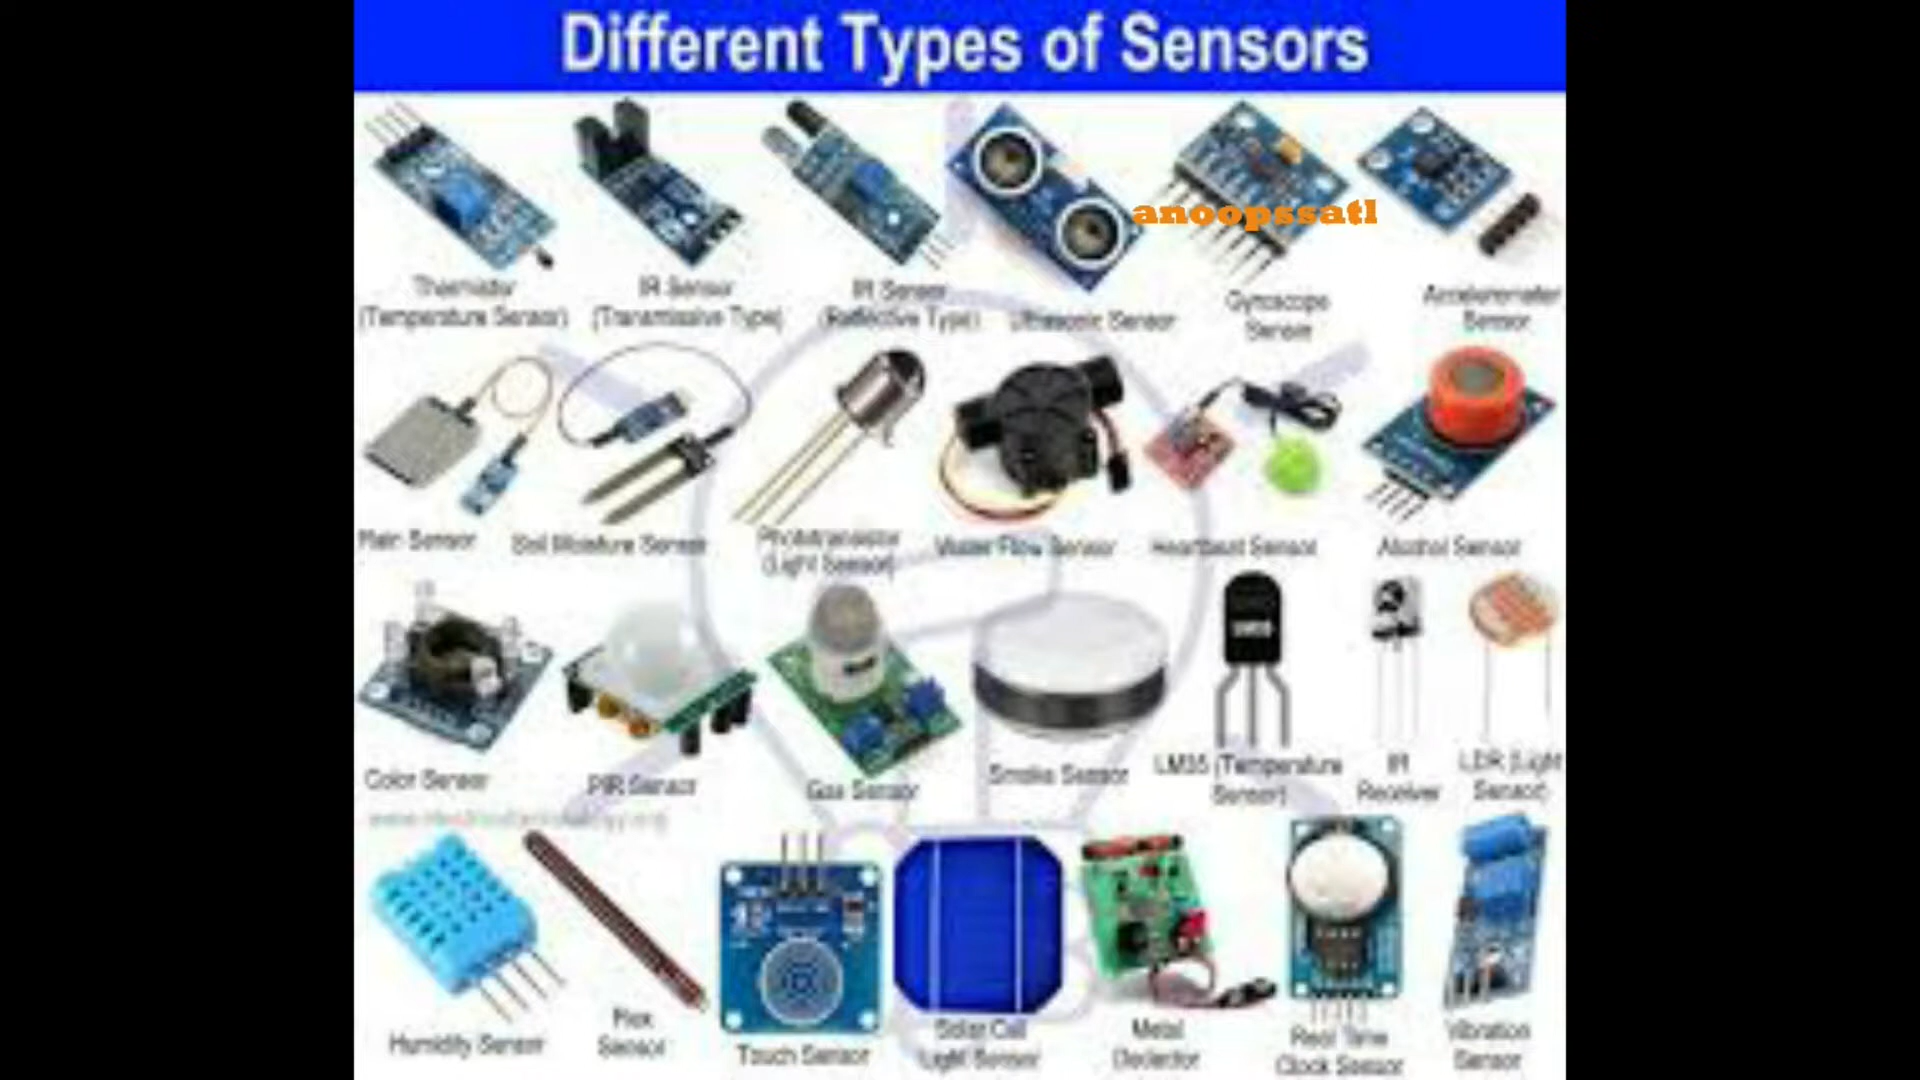 Different Types of Sensors
anoopssatl
Thermistor
(Temperature Sensor)
IR Sensor
(Transmissive Type)
IR Sensor
(Reflective Type)
Ultrasonic Sensor
Gyroscope
Sensor
Accelerometer
Sensor
Rain Sensor
Soil Moisture Sensor
Phototransistor
(Light Sensor)
Water Flow Sensor
Heartbeat Sensor
Alcohol Sensor
Color Sensor
PIR Sensor
Gas Sensor
Smoke Sensor
LM35 (Temperature
Sensor)
IR
Receiver
LDR (Light
Sensor)
Humidity Sensor
Flex
Sensor
Touch Sensor
Solar Cell
Light Sensor
Metal
Dectector
Real Time
Clock Sensor
Vibration
Sensor